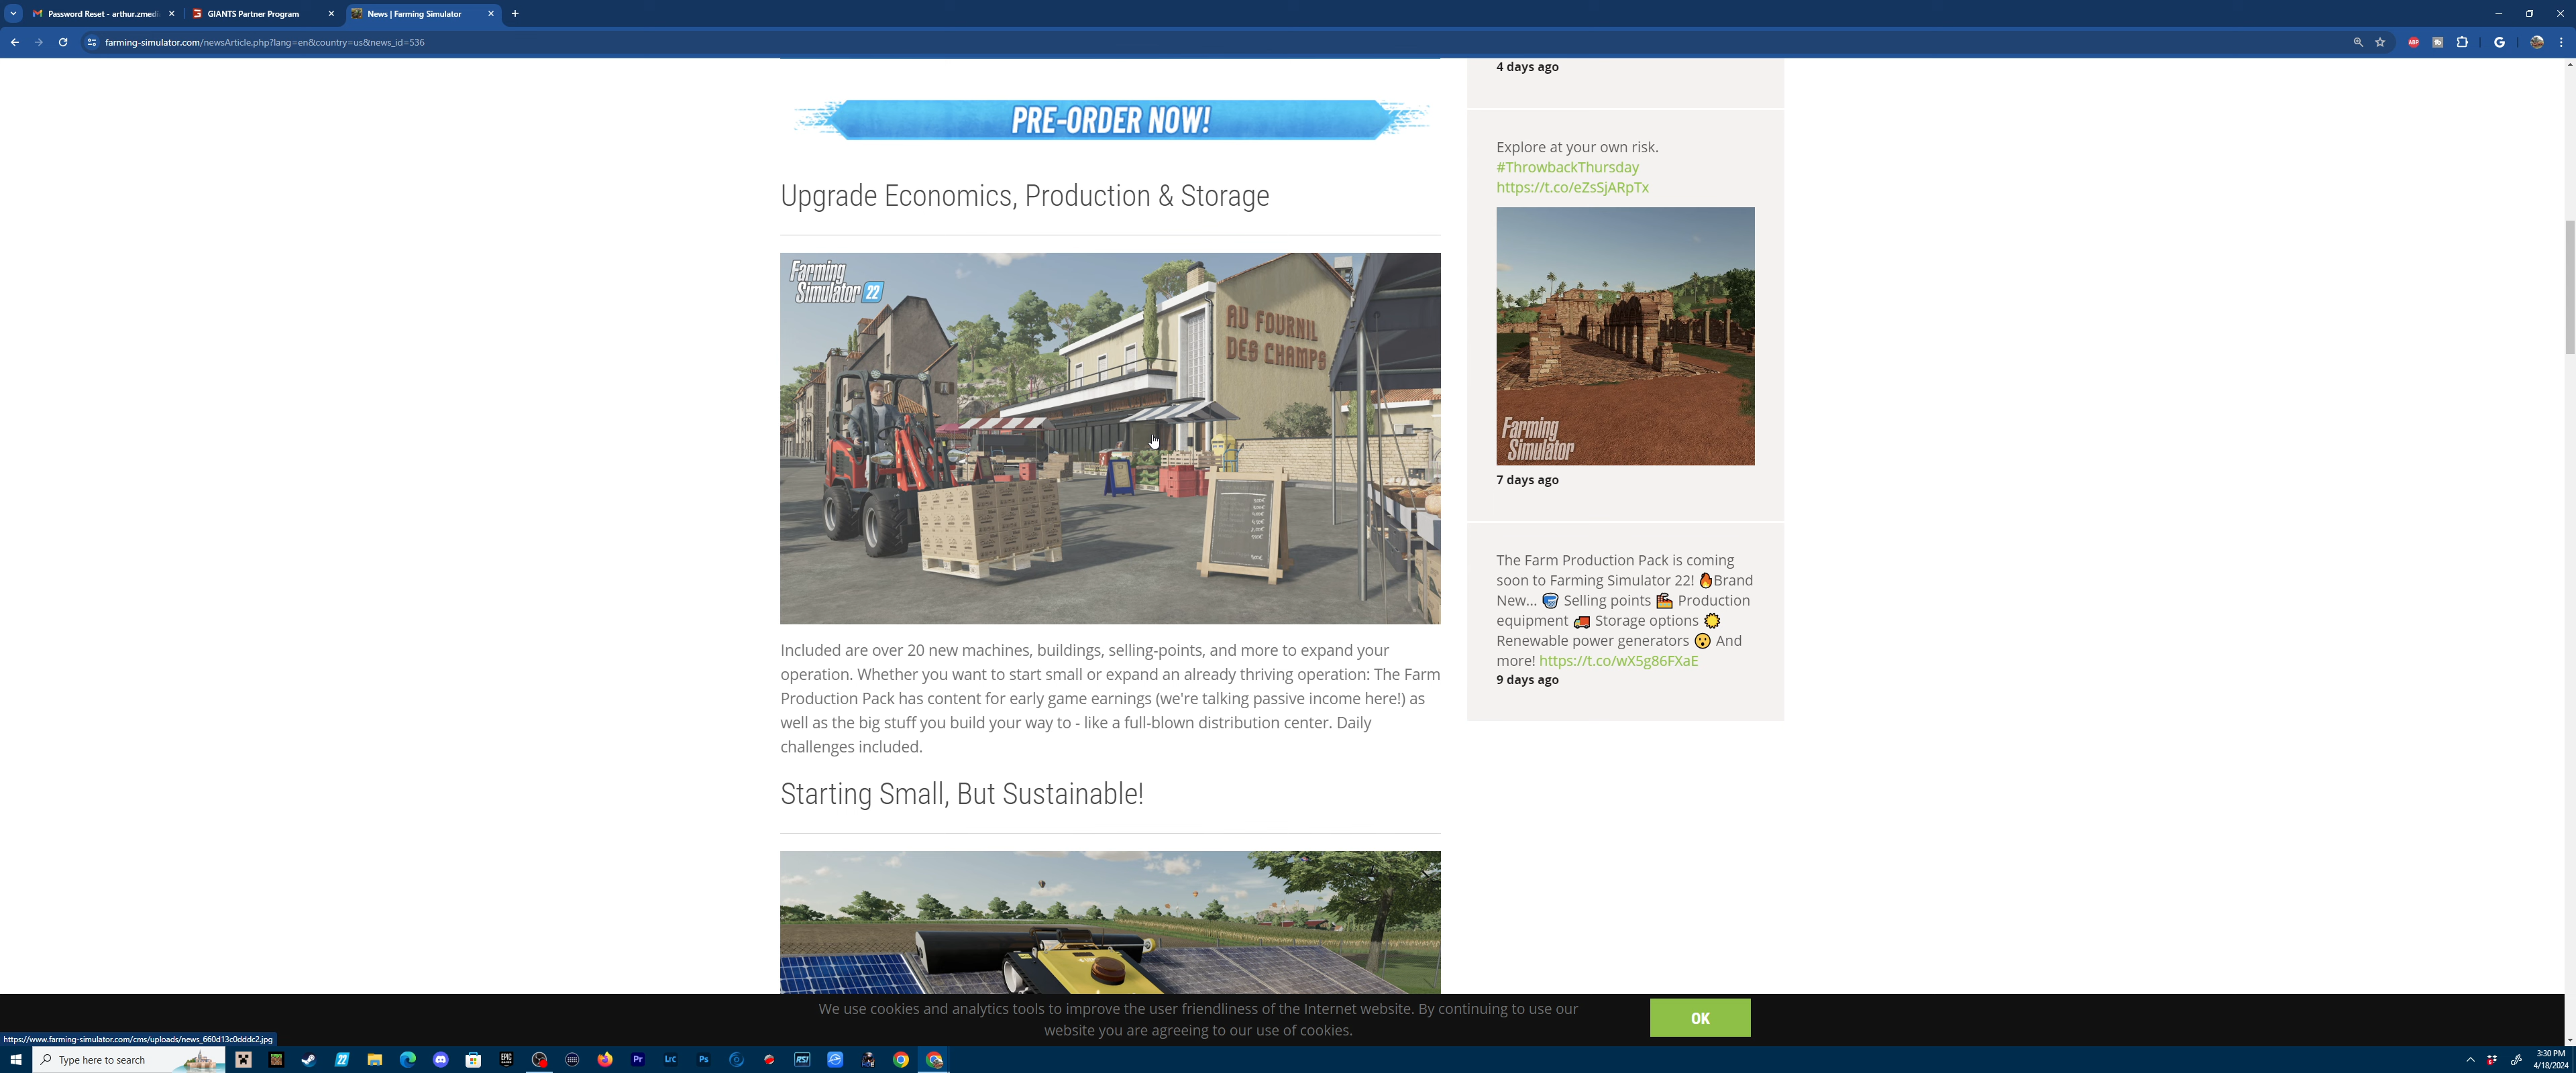 Password Reset - arthur.zmedi
GIANTS Partner Program
News | Farming Simulator
farming-simulator.com/newsArticle.php?lang=en&country=us&news_id=536
ABP
PRE-ORDER NOW!
Upgrade Economics, Production & Storage
Farming
Simulator 22
AU FOURNIL
DES CHAMPS
Included are over 20 new machines, buildings, selling-points, and more to expand your
operation. Whether you want to start small or expand an already thriving operation: The Farm
Production Pack has content for early game earnings (we're talking passive income here!) as
well as the big stuff you build your way to - like a full-blown distribution center. Daily
challenges included.
Starting Small, But Sustainable!
4 days ago
Explore at your own risk.
#ThrowbackThursday
https://t.co/eZsSjARpTx
Farming
Simulator
7 days ago
The Farm Production Pack is coming
soon to Farming Simulator 22! 🔥Brand
New... Selling points 🏭 Production
equipment 🚚 Storage options
Renewable power generators 😮 And
more! https://t.co/wX5g86FXaE
9 days ago
We use cookies and analytics tools to improve the user friendliness of the Internet website. By continuing to use our
website you are agreeing to our use of cookies.
OK
https://www.farming-simulator.com/cms/uploads/news_660d13c0dddc2.jpg
Type here to search
22
EPIC
Pr
Lrc
Ps
RSI
3:30 PM
4/18/2024